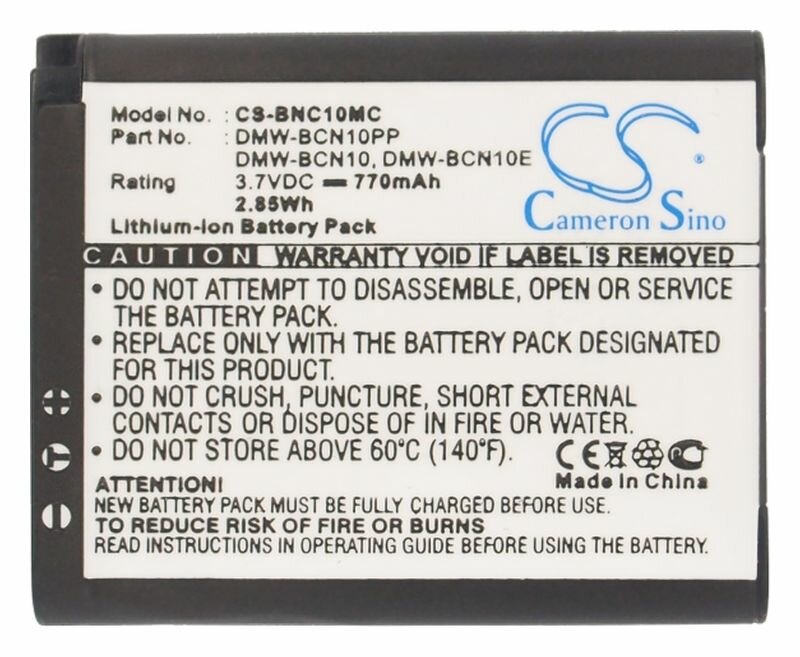 Model No. : CS-BNC10MC
Part No. : DMW-BCN10PP
DMW-BCN10, DMW-BCN10E
Rating : 3.7VDC ⎓ 770mAh
2.85Wh
Lithium-Ion Battery Pack
CS
®
Cameron Sino
CAUTION WARRANTY VOID IF LABEL IS REMOVED
• DO NOT ATTEMPT TO DISASSEMBLE, OPEN OR SERVICE
THE BATTERY PACK.
• REPLACE ONLY WITH THE BATTERY PACK DESIGNATED
FOR THIS PRODUCT.
• DO NOT CRUSH, PUNCTURE, SHORT EXTERNAL
CONTACTS OR DISPOSE OF IN FIRE OR WATER.
• DO NOT STORE ABOVE 60°C (140°F).
CE
Made in China
ATTENTION!
NEW BATTERY PACK MUST BE FULLY CHARGED BEFORE USE.
TO REDUCE RISK OF FIRE OR BURNS
READ INSTRUCTIONS IN OPERATING GUIDE BEFORE USING THE BATTERY.
+
T
−